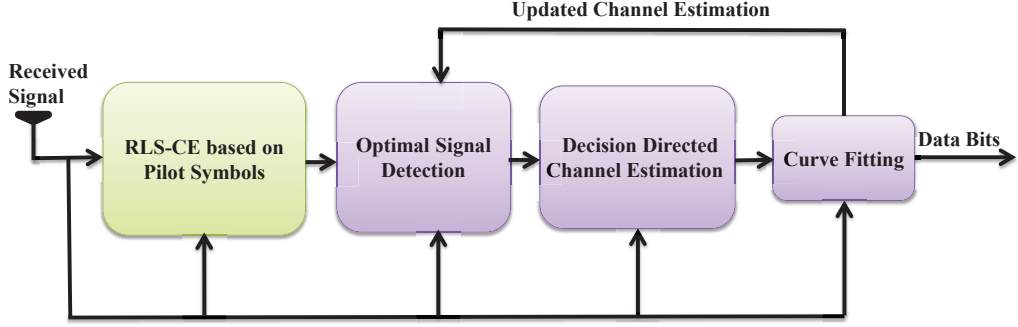 Updated Channel Estimation
Received
Signal
RLS-CE based on
Pilot Symbols
Optimal Signal
Detection
Decision Directed
Channel Estimation
Curve Fitting
Data Bits